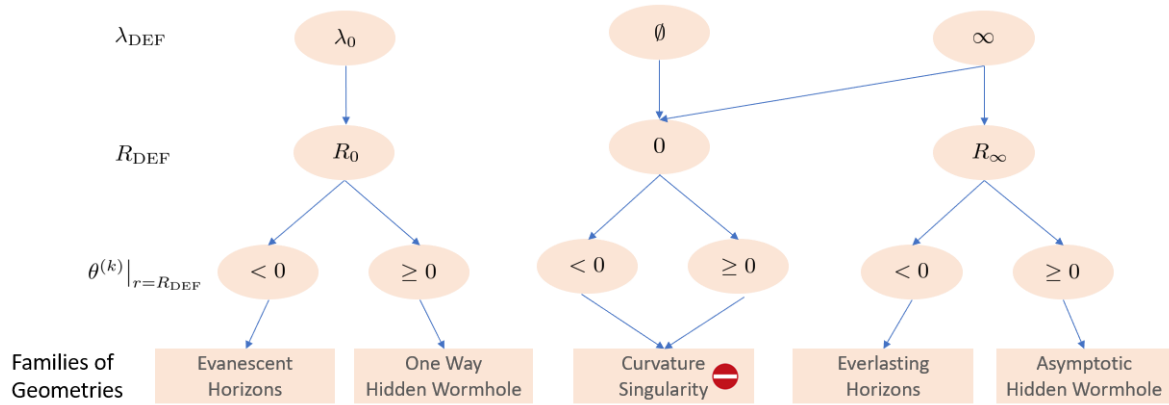 λ_DEF λ_0 ∅ ∞
R_DEF R_0 0 R_∞
θ^(k)|_{r=R_DEF} < 0 ≥ 0 < 0 ≥ 0 < 0 ≥ 0
Families of
Geometries
Evanescent
Horizons
One Way
Hidden Wormhole
Curvature
Singularity
Everlasting
Horizons
Asymptotic
Hidden Wormhole